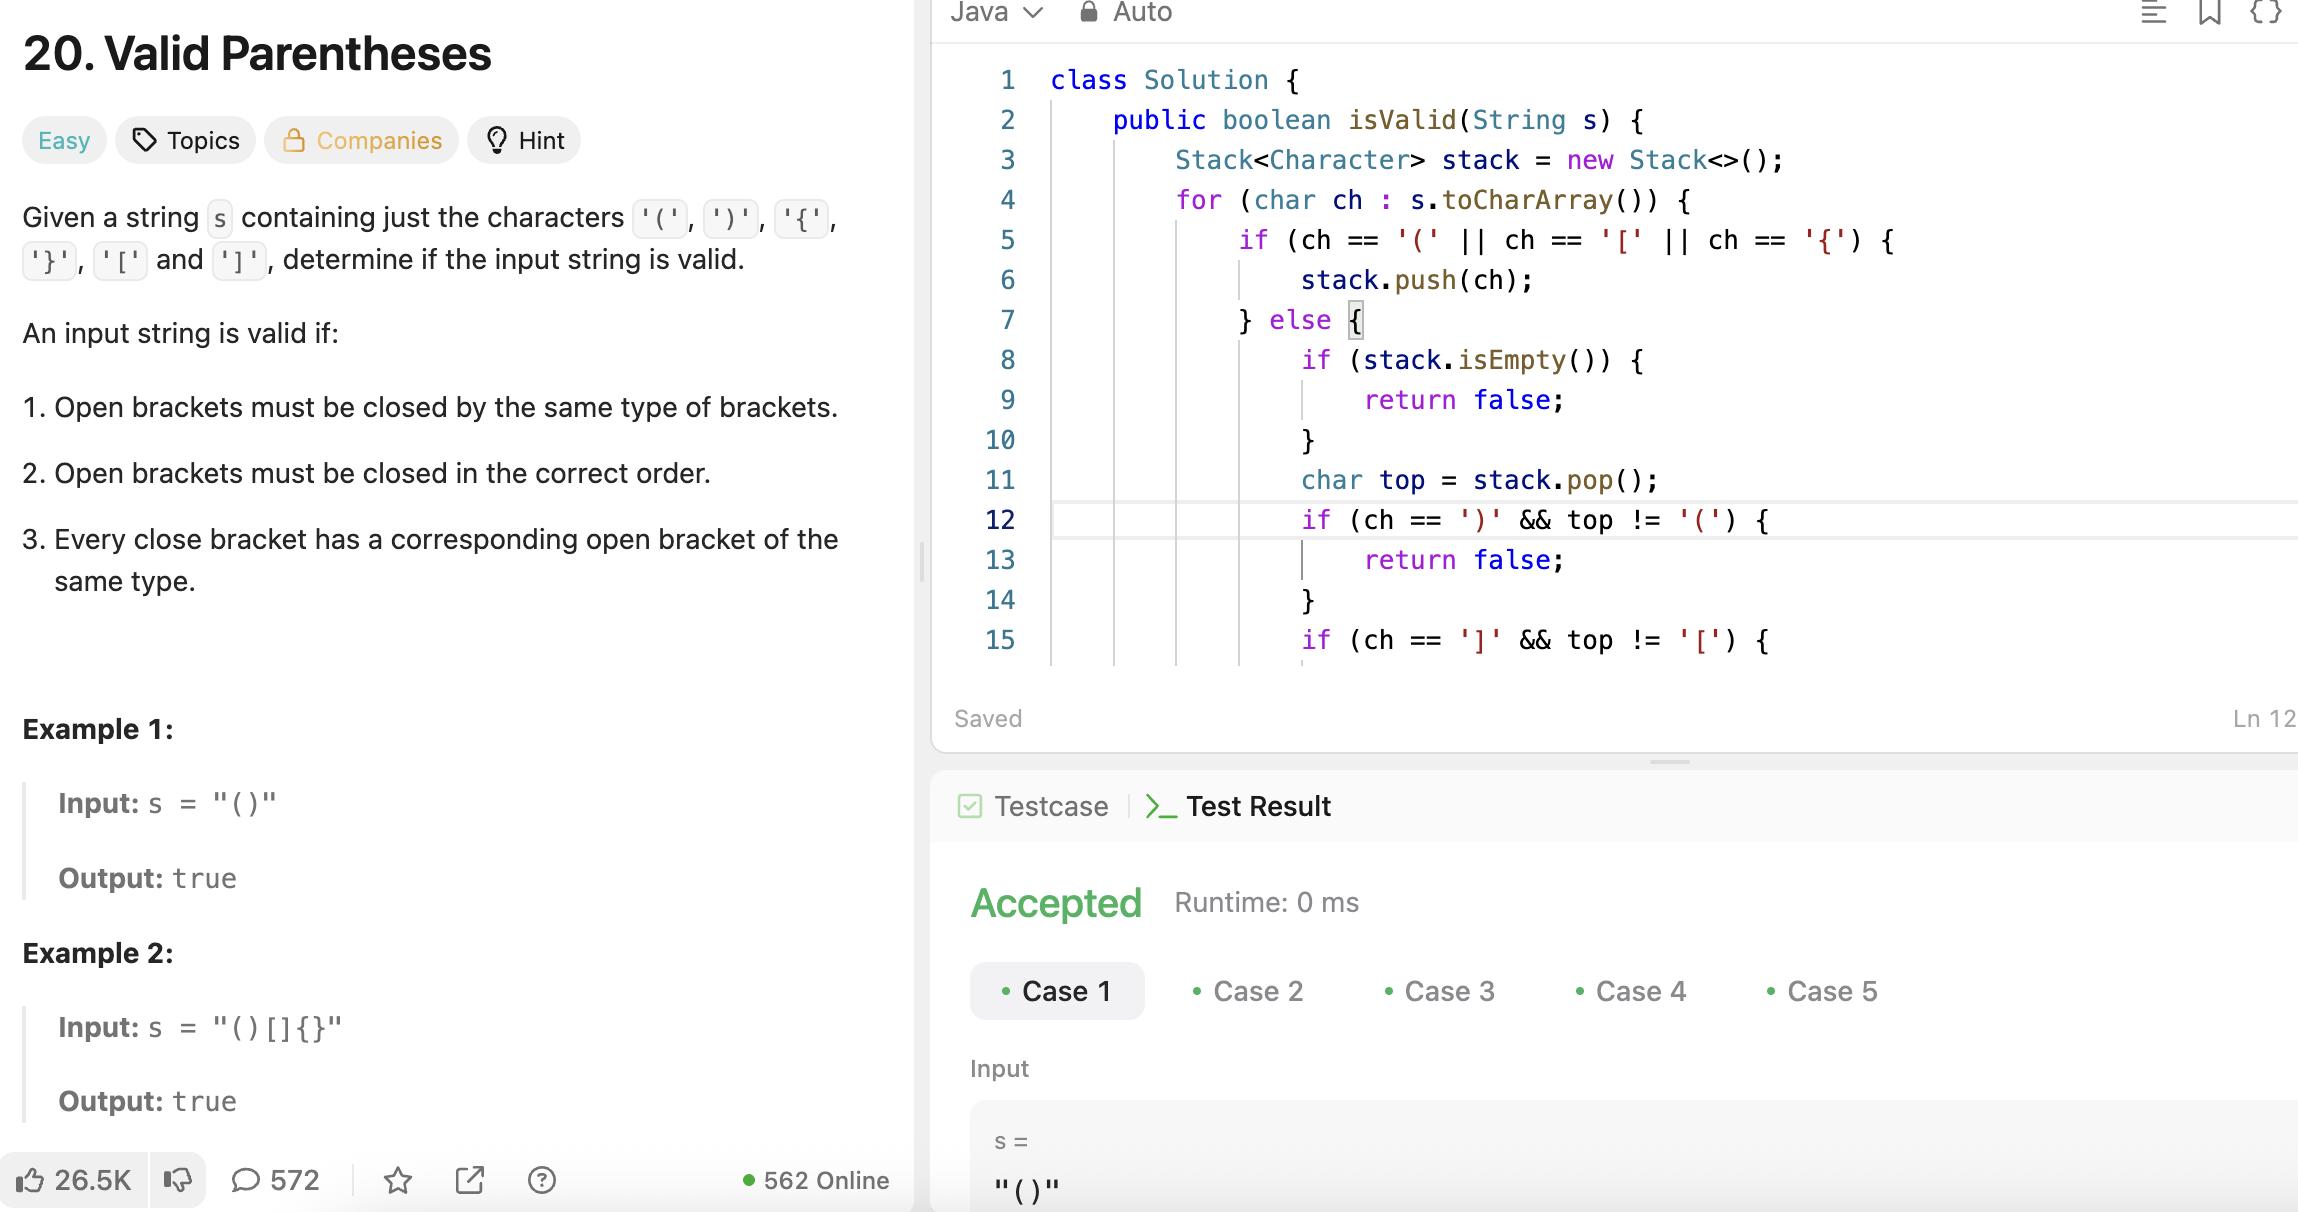 20. Valid Parentheses
Easy Topics Companies Hint
Given a string s containing just the characters '(', ')', '{',
'}', '[' and ']', determine if the input string is valid.
An input string is valid if:
1. Open brackets must be closed by the same type of brackets.
2. Open brackets must be closed in the correct order.
3. Every close bracket has a corresponding open bracket of the
same type.
Example 1:
Input: s = "()"
Output: true
Example 2:
Input: s = "()[]{}"
Output: true
26.5K 572 562 Online
Java Auto
1 class Solution {
2 public boolean isValid(String s) {
3 Stack<Character> stack = new Stack<>();
4 for (char ch : s.toCharArray()) {
5 if (ch == '(' || ch == '[' || ch == '{') {
6 stack.push(ch);
7 } else {
8 if (stack.isEmpty()) {
9 return false;
10 }
11 char top = stack.pop();
12 if (ch == ')' && top != '(') {
13 return false;
14 }
15 if (ch == ']' && top != '[') {
Saved Ln 12
Testcase Test Result
Accepted Runtime: 0 ms
Case 1 Case 2 Case 3 Case 4 Case 5
Input
s =
"()"